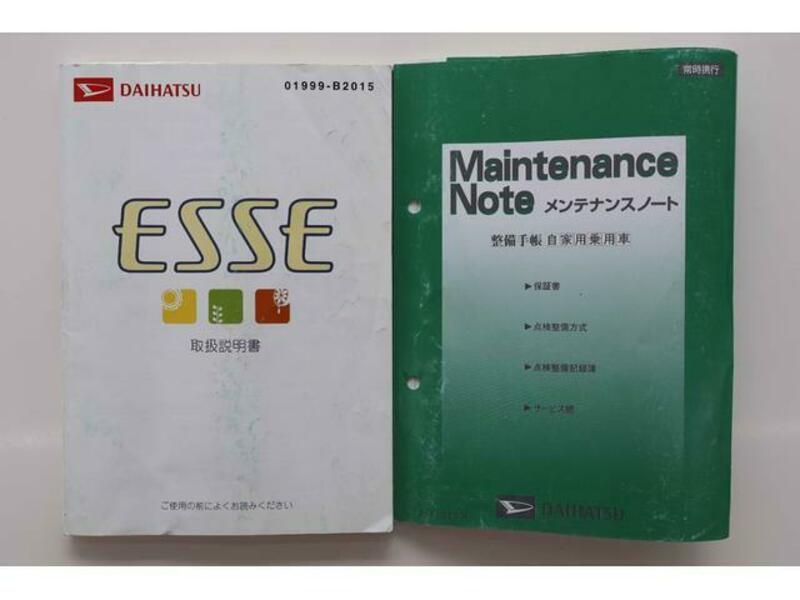 DAIHATSU
01999-B2015
ESSE
取扱説明書
ご使用の前によくお読みください
常時携行
Maintenance
Note メンテナンスノート
整備手帳 自家用乗用車
▶保証書
▶点検整備方式
▶点検整備記録簿
▶サービス網
DAIHATSU